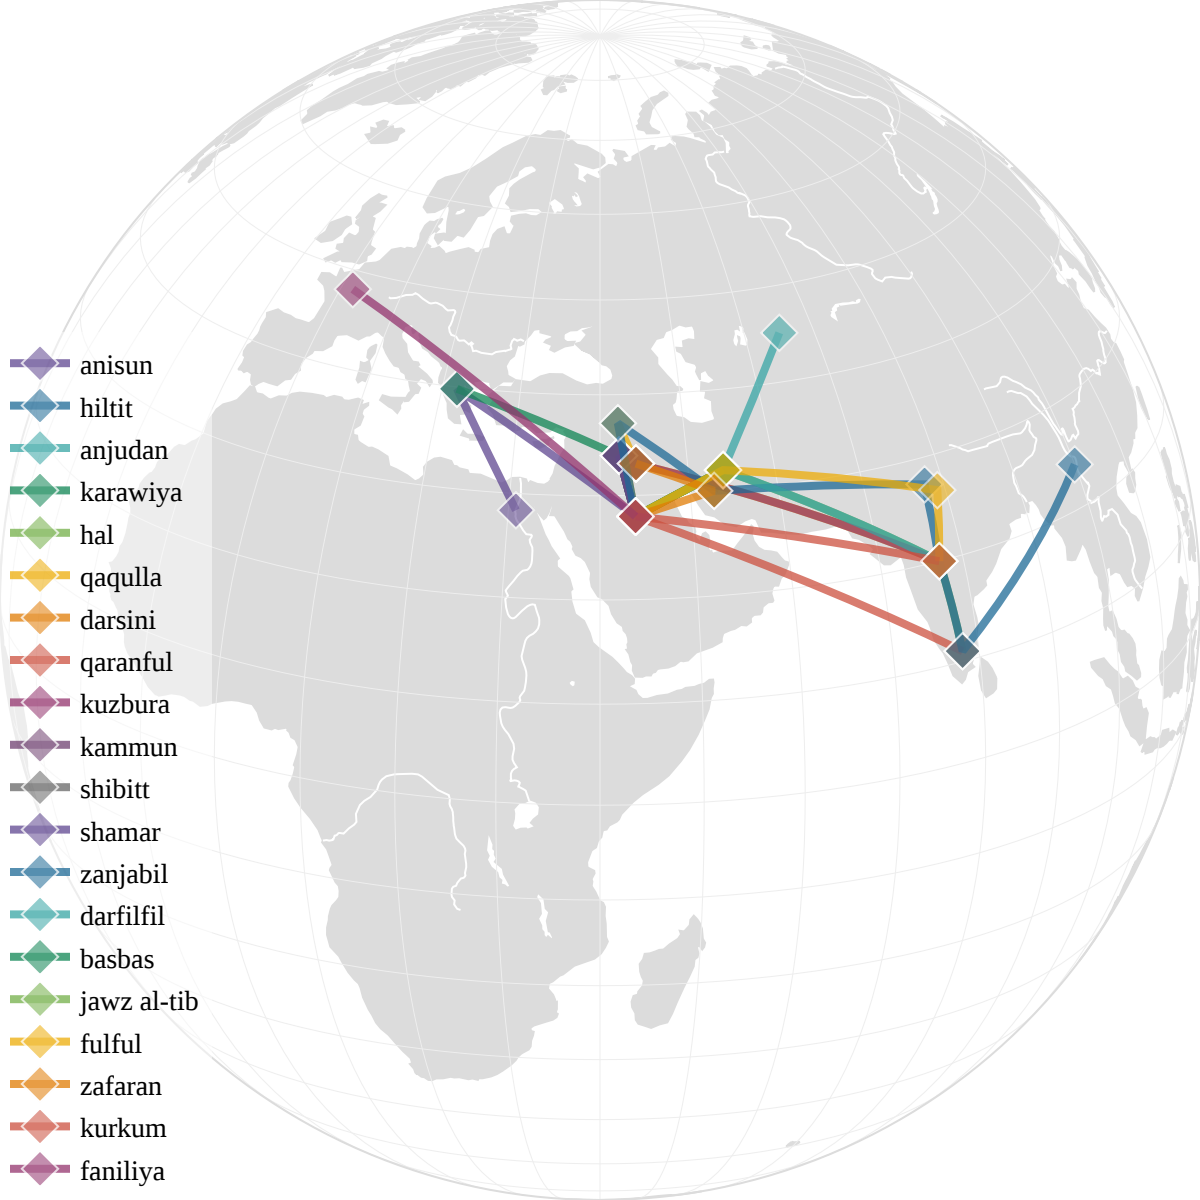 anisun
hiltit
anjudan
karawiya
hal
qaqulla
darsini
qaranful
kuzbura
kammun
shibitt
shamar
zanjabil
darfilfil
basbas
jawz al-tib
fulful
zafaran
kurkum
faniliya